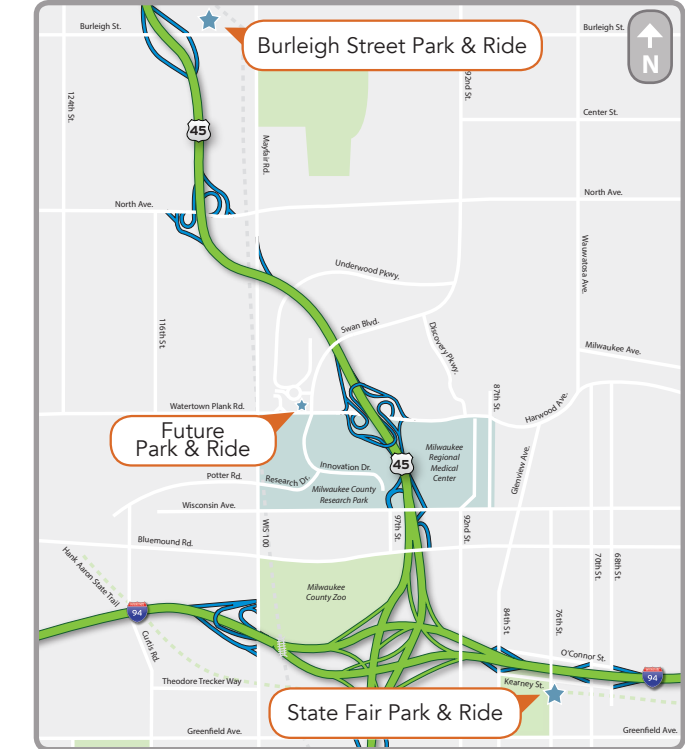 Burleigh St.
Burleigh St.
Burleigh Street Park & Ride
N
124th St.
92nd St.
Center St.
45
Mayfair Rd.
North Ave.
North Ave.
Wauwatosa Ave.
Underwood Pkwy.
116th St.
Swan Blvd.
Discovery Pkwy.
Milwaukee Ave.
87th St.
Watertown Plank Rd.
Harwood Ave.
Future
Park & Ride
Glenview Ave.
Milwaukee
Regional
Medical
Center
45
Potter Rd.
Research Dr.
Innovation Dr.
Milwaukee County
Research Park
Wisconsin Ave.
WIS 100
97th St.
92nd St.
Bluemound Rd.
Hank Aaron State Trail
70th St.
68th St.
Milwaukee
County Zoo
94
84th St.
76th St.
Curtis Rd.
O'Connor St.
94
Theodore Trecker Way
Kearney St.
State Fair Park & Ride
Greenfield Ave.
Greenfield Ave.